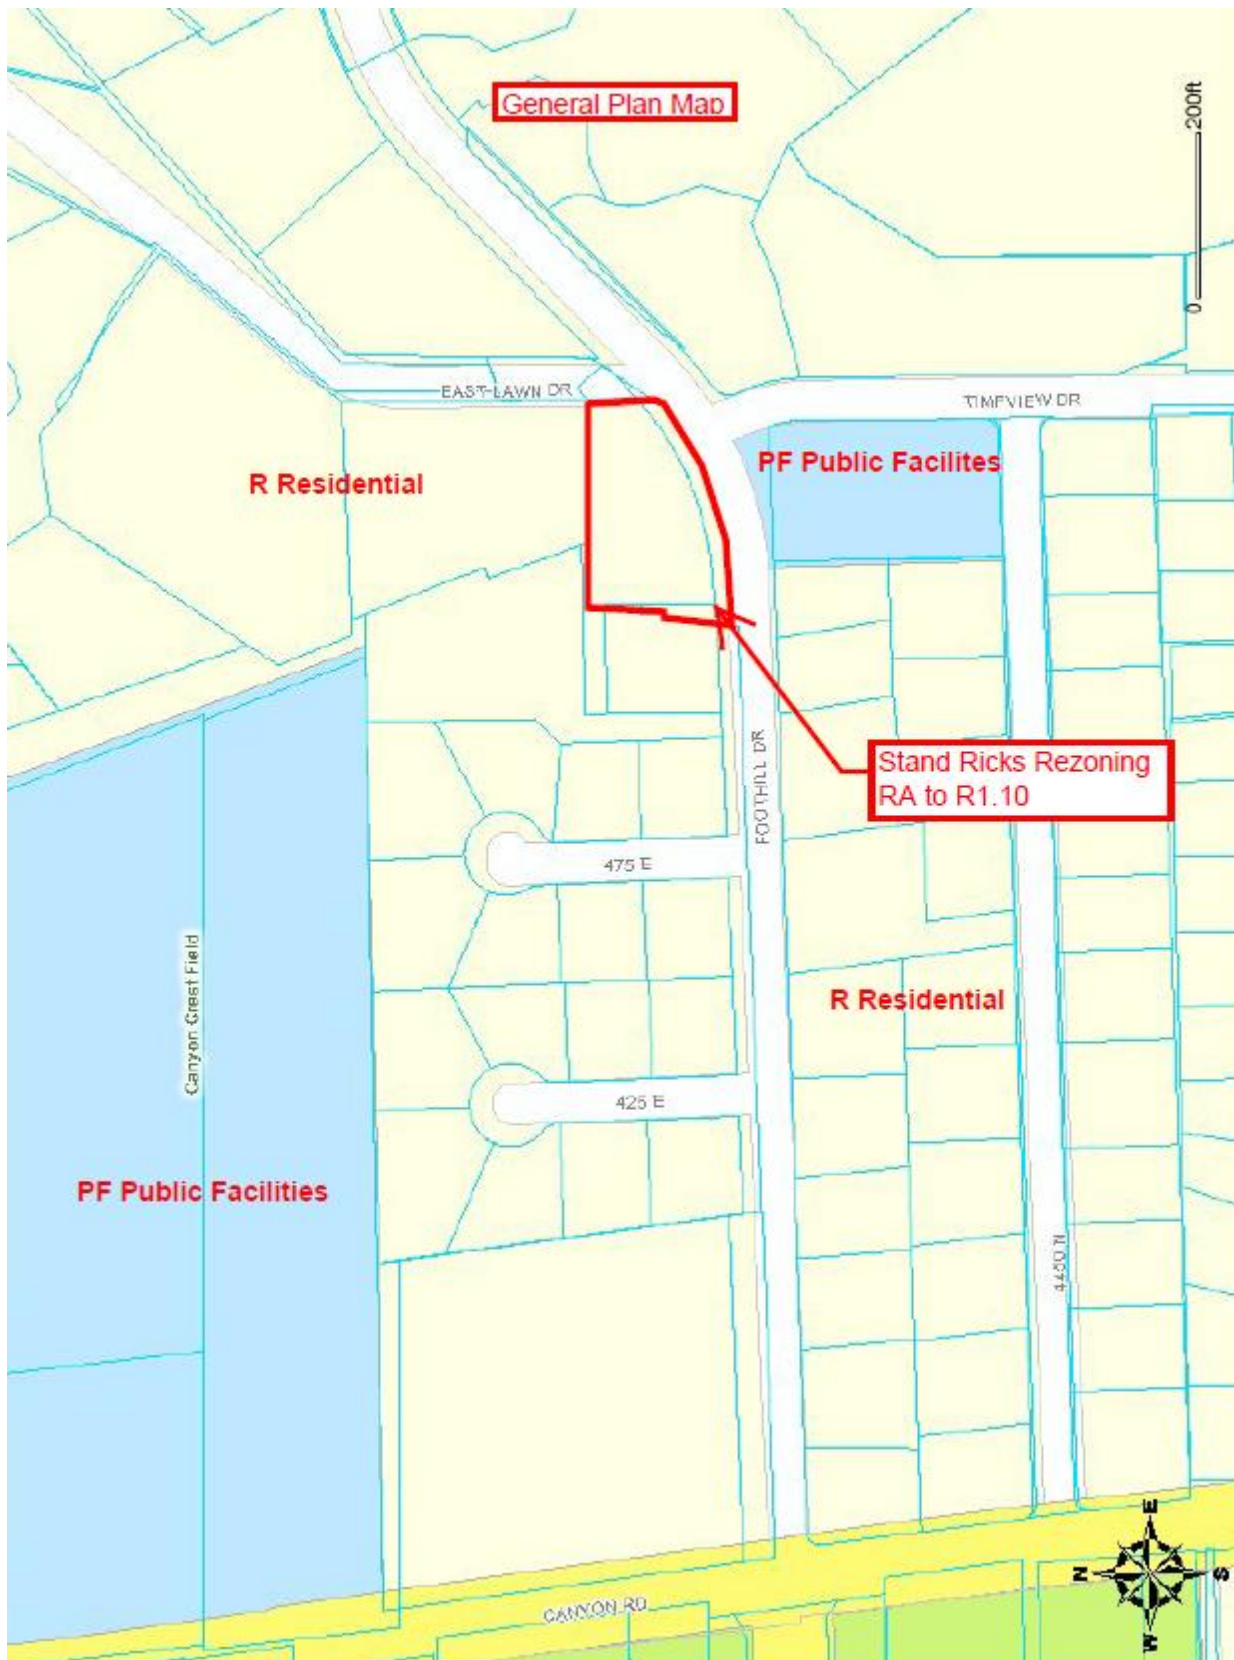 General Plan Map
200ft
0
EAST LAWN DR
TIMPVIEW DR
R Residential
PF Public Facilites
Stand Ricks Rezoning
RA to R1.10
FOOTHILL DR
475 E
Canyon Crest Field
R Residential
425 E
PF Public Facilities
4450 N
CANYON RD
E
N
S
W